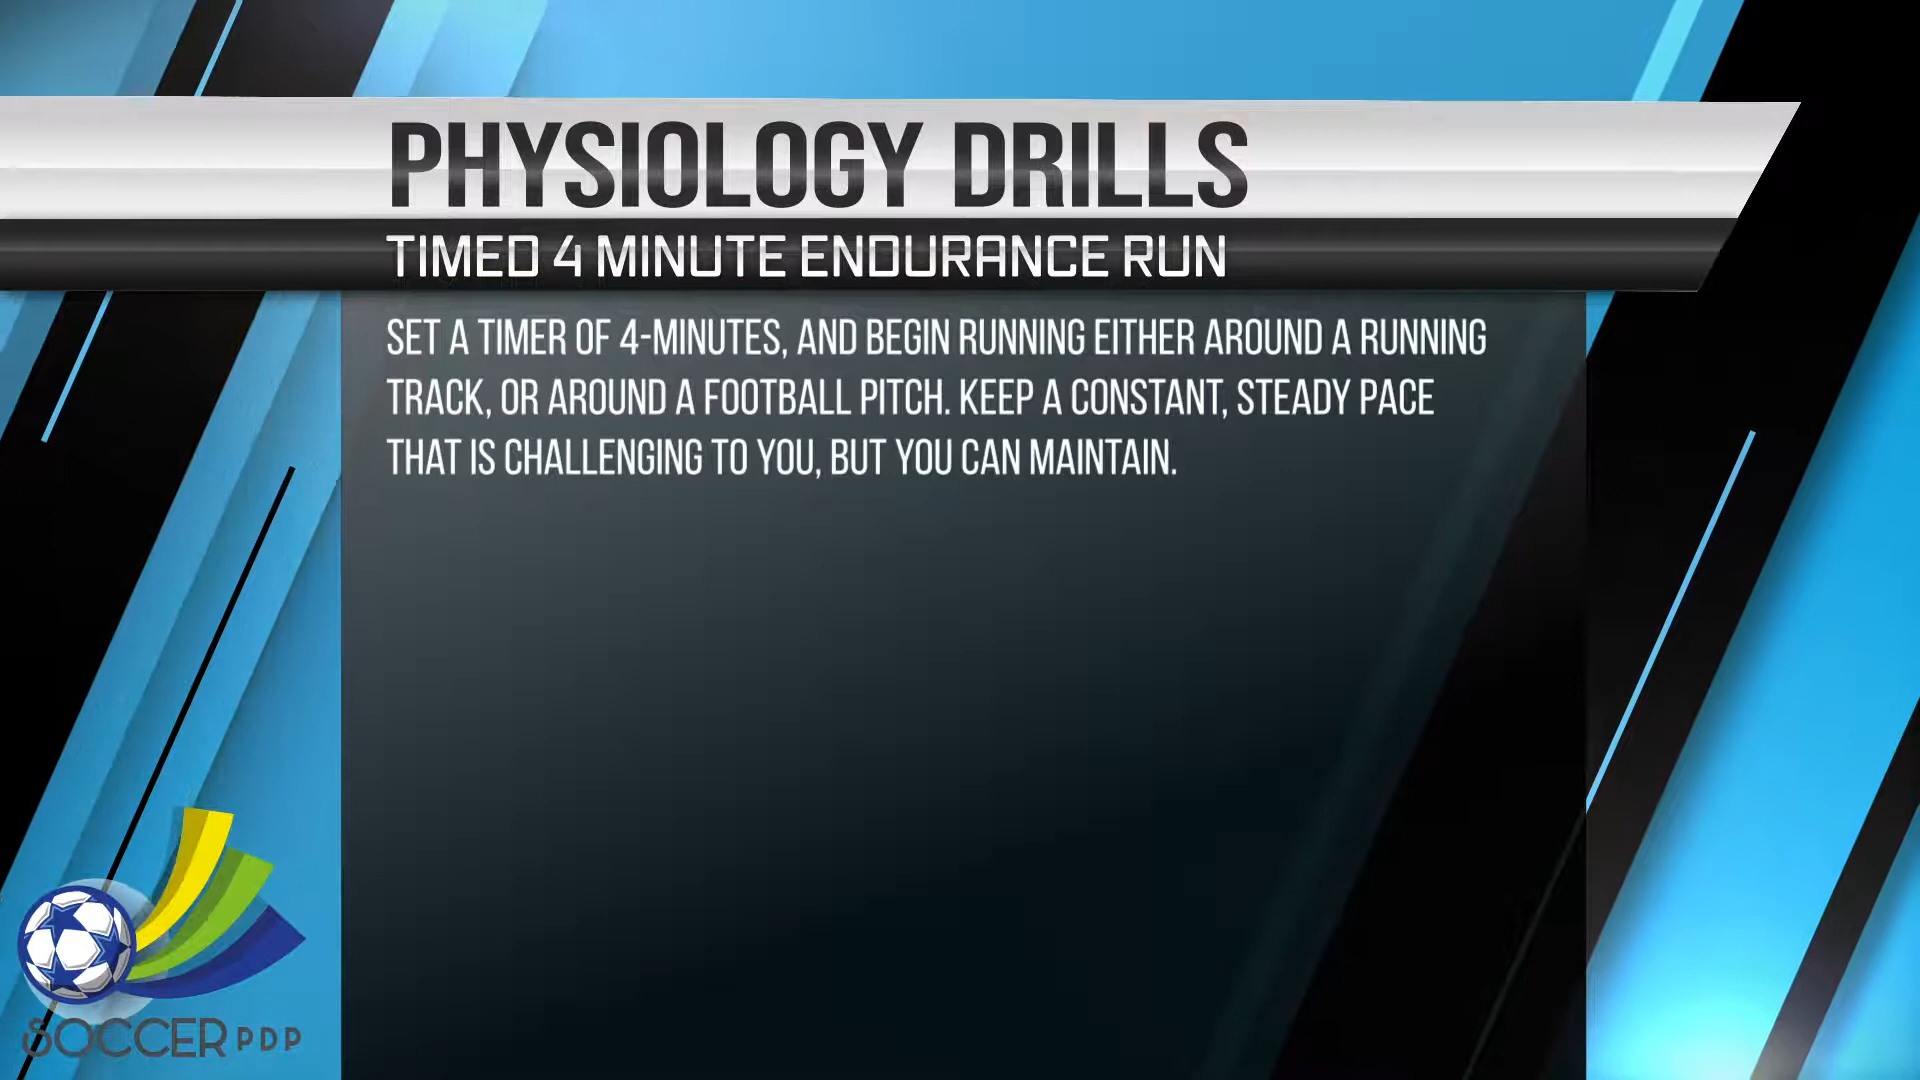 PHYSIOLOGY DRILLS
TIMED 4 MINUTE ENDURANCE RUN
SET A TIMER OF 4-MINUTES, AND BEGIN RUNNING EITHER AROUND A RUNNING
TRACK, OR AROUND A FOOTBALL PITCH. KEEP A CONSTANT, STEADY PACE
THAT IS CHALLENGING TO YOU, BUT YOU CAN MAINTAIN.
SOCCER PDP